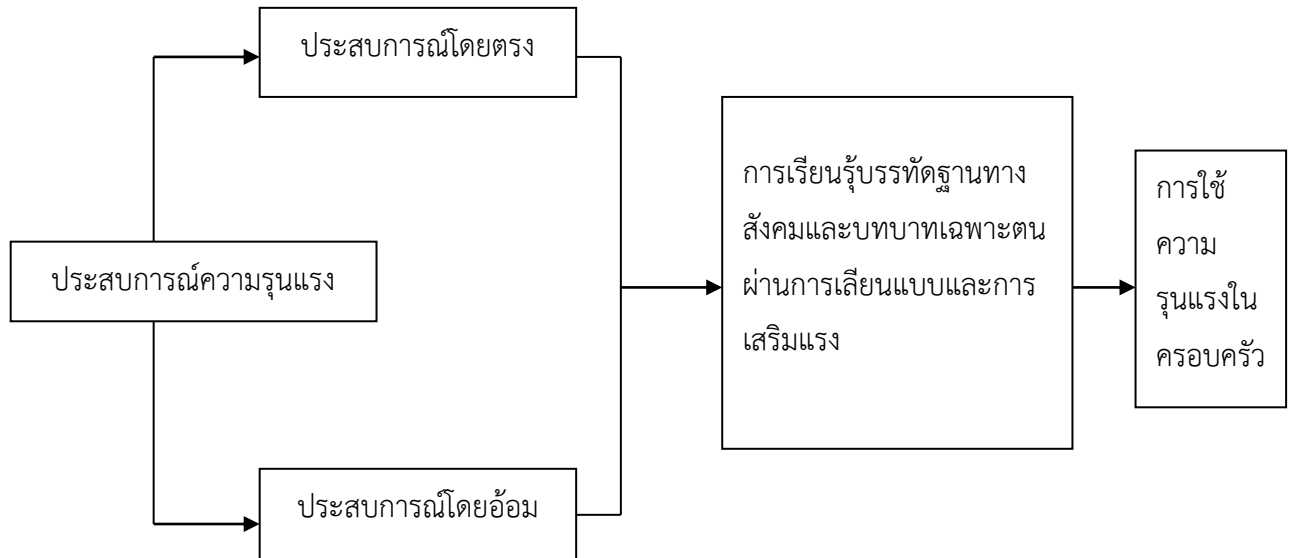 ประสบการณ์โดยตรง
ประสบการณ์ความรุนแรง
ประสบการณ์โดยอ้อม
การเรียนรุ้บรรทัดฐานทาง
สังคมและบทบาทเฉพาะตน
ผ่านการเลียนแบบและการ
เสริมแรง
การใช้
ความ
รุนแรงใน
ครอบครัว